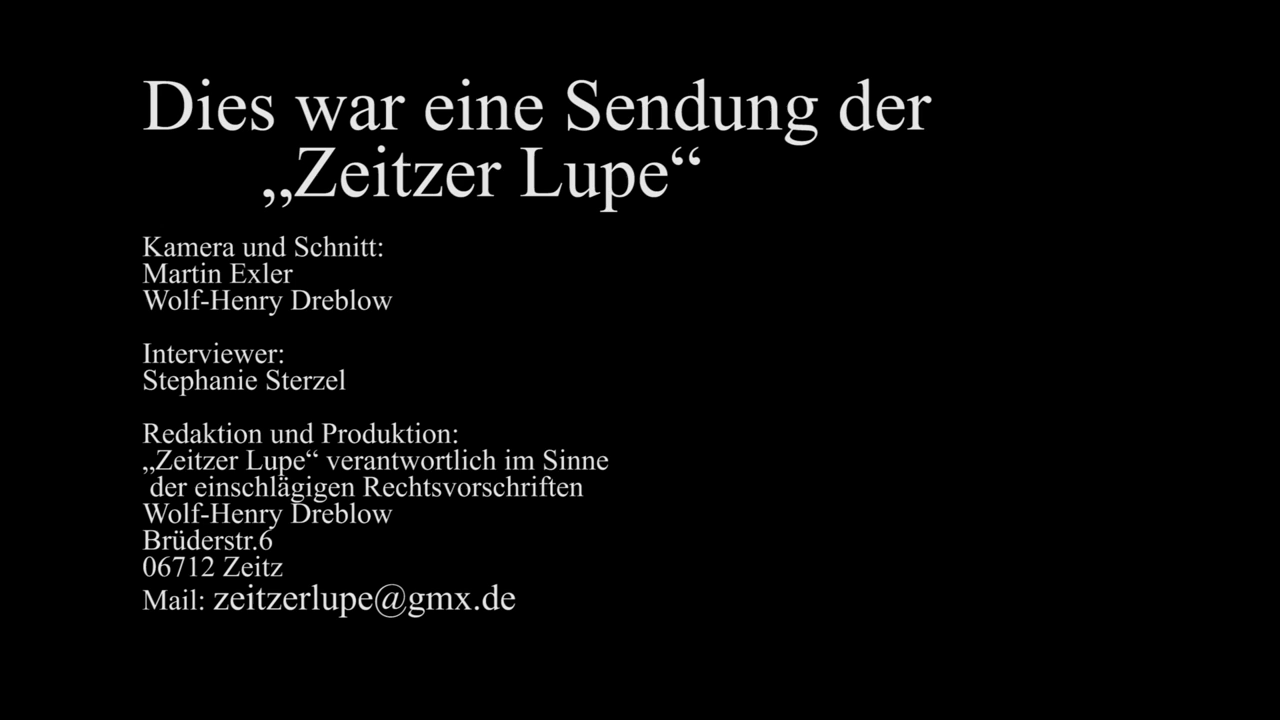 Dies war eine Sendung der
„Zeitzer Lupe“
Kamera und Schnitt:
Martin Exler
Wolf-Henry Dreblow
Interviewer:
Stephanie Sterzel
Redaktion und Produktion:
„Zeitzer Lupe“ verantwortlich im Sinne
der einschlägigen Rechtsvorschriften
Wolf-Henry Dreblow
Brüderstr.6
06712 Zeitz
Mail: zeitzerlupe@gmx.de